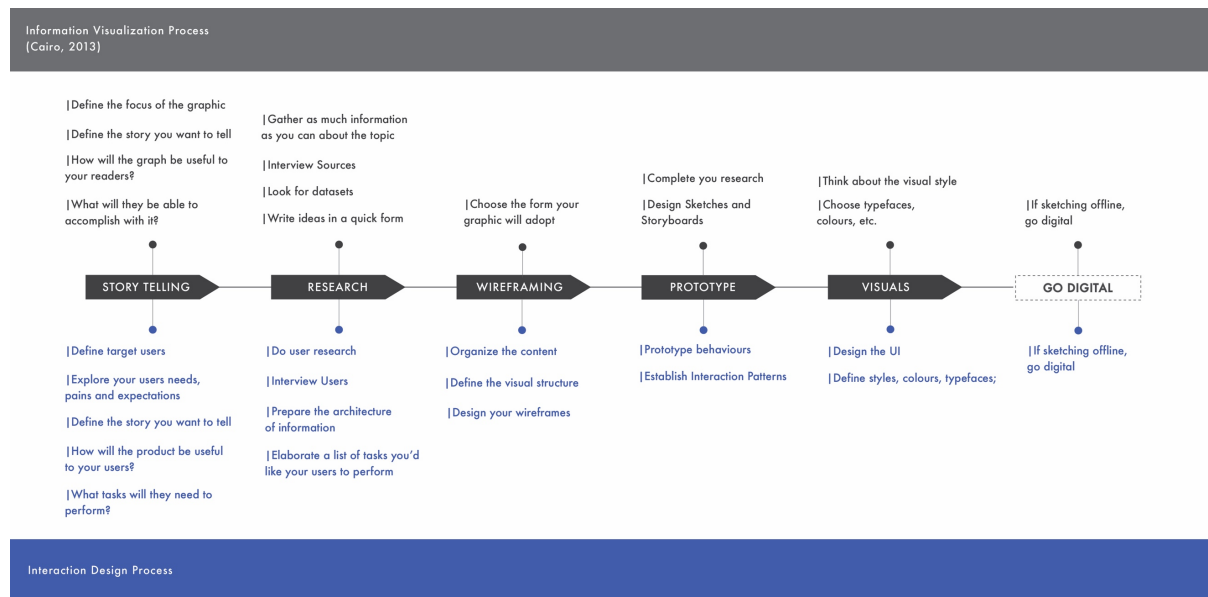 Information Visualization Process
(Cairo, 2013)
|Define the focus of the graphic
|Define the story you want to tell
|How will the graph be useful to
your readers?
|What will they be able to
accomplish with it?
|Gather as much information
as you can about the topic
|Interview Sources
|Look for datasets
|Write ideas in a quick form
|Choose the form your
graphic will adopt
|Complete you research
|Design Sketches and
Storyboards
|Think about the visual style
|Choose typefaces,
colours, etc.
|If sketching offline,
go digital
STORY TELLING
RESEARCH
WIREFRAMING
PROTOTYPE
VISUALS
GO DIGITAL
|Define target users
|Explore your users needs,
pains and expectations
|Define the story you want to tell
|How will the product be useful
to your users?
|What tasks will they need to
perform?
|Do user research
|Interview Users
|Prepare the architecture
of information
|Elaborate a list of tasks you’d
like your users to perform
|Organize the content
|Define the visual structure
|Design your wireframes
|Prototype behaviours
|Establish Interaction Patterns
|Design the UI
|Define styles, colours, typefaces;
|If sketching offline,
go digital
Interaction Design Process